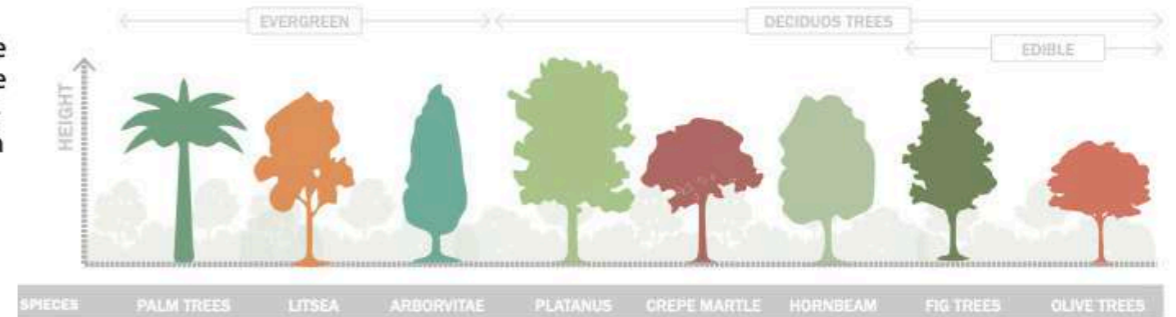 EVERGREEN DECIDUOS TREES
EDIBLE
HEIGHT
SPIECES PALM TREES LITSEA ARBORVITAE PLATANUS CREPE MARTLE HORNBEAM FIG TREES OLIVE TREES